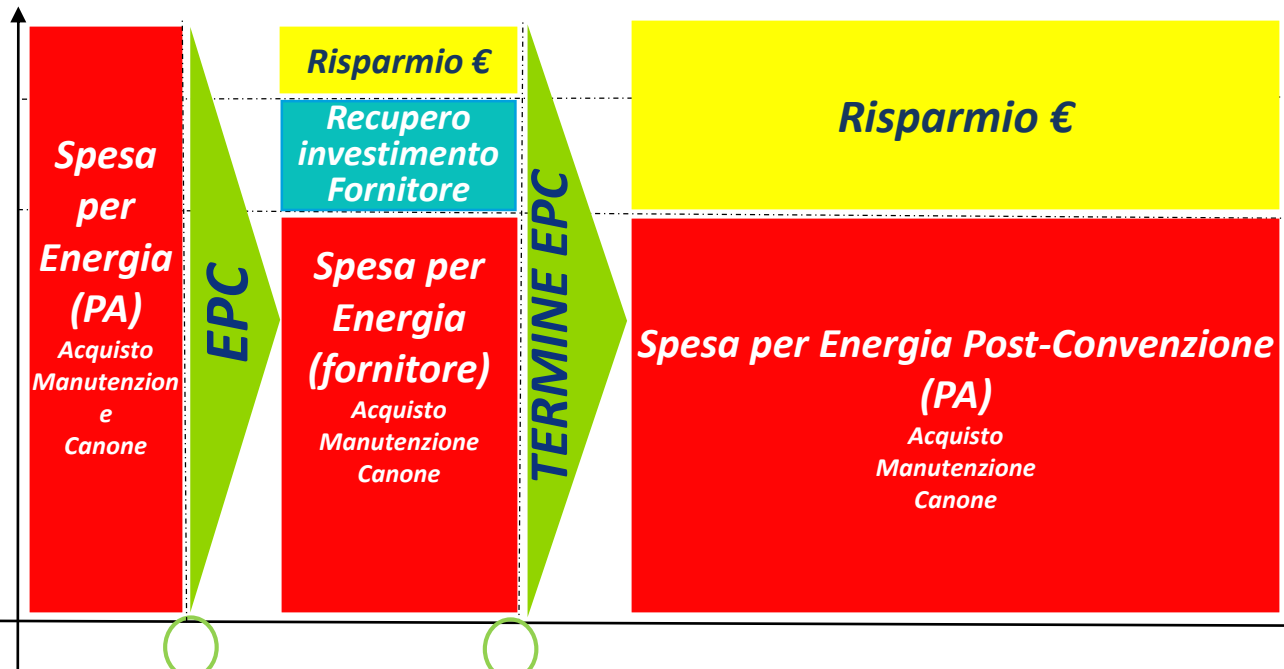 Spesa
per
Energia
(PA)
Acquisto
Manutenzion
e
Canone
EPC
Risparmio €
Recupero
investimento
Fornitore
Spesa per
Energia
(fornitore)
Acquisto
Manutenzione
Canone
TERMINE EPC
Risparmio €
Spesa per Energia Post-Convenzione
(PA)
Acquisto
Manutenzione
Canone